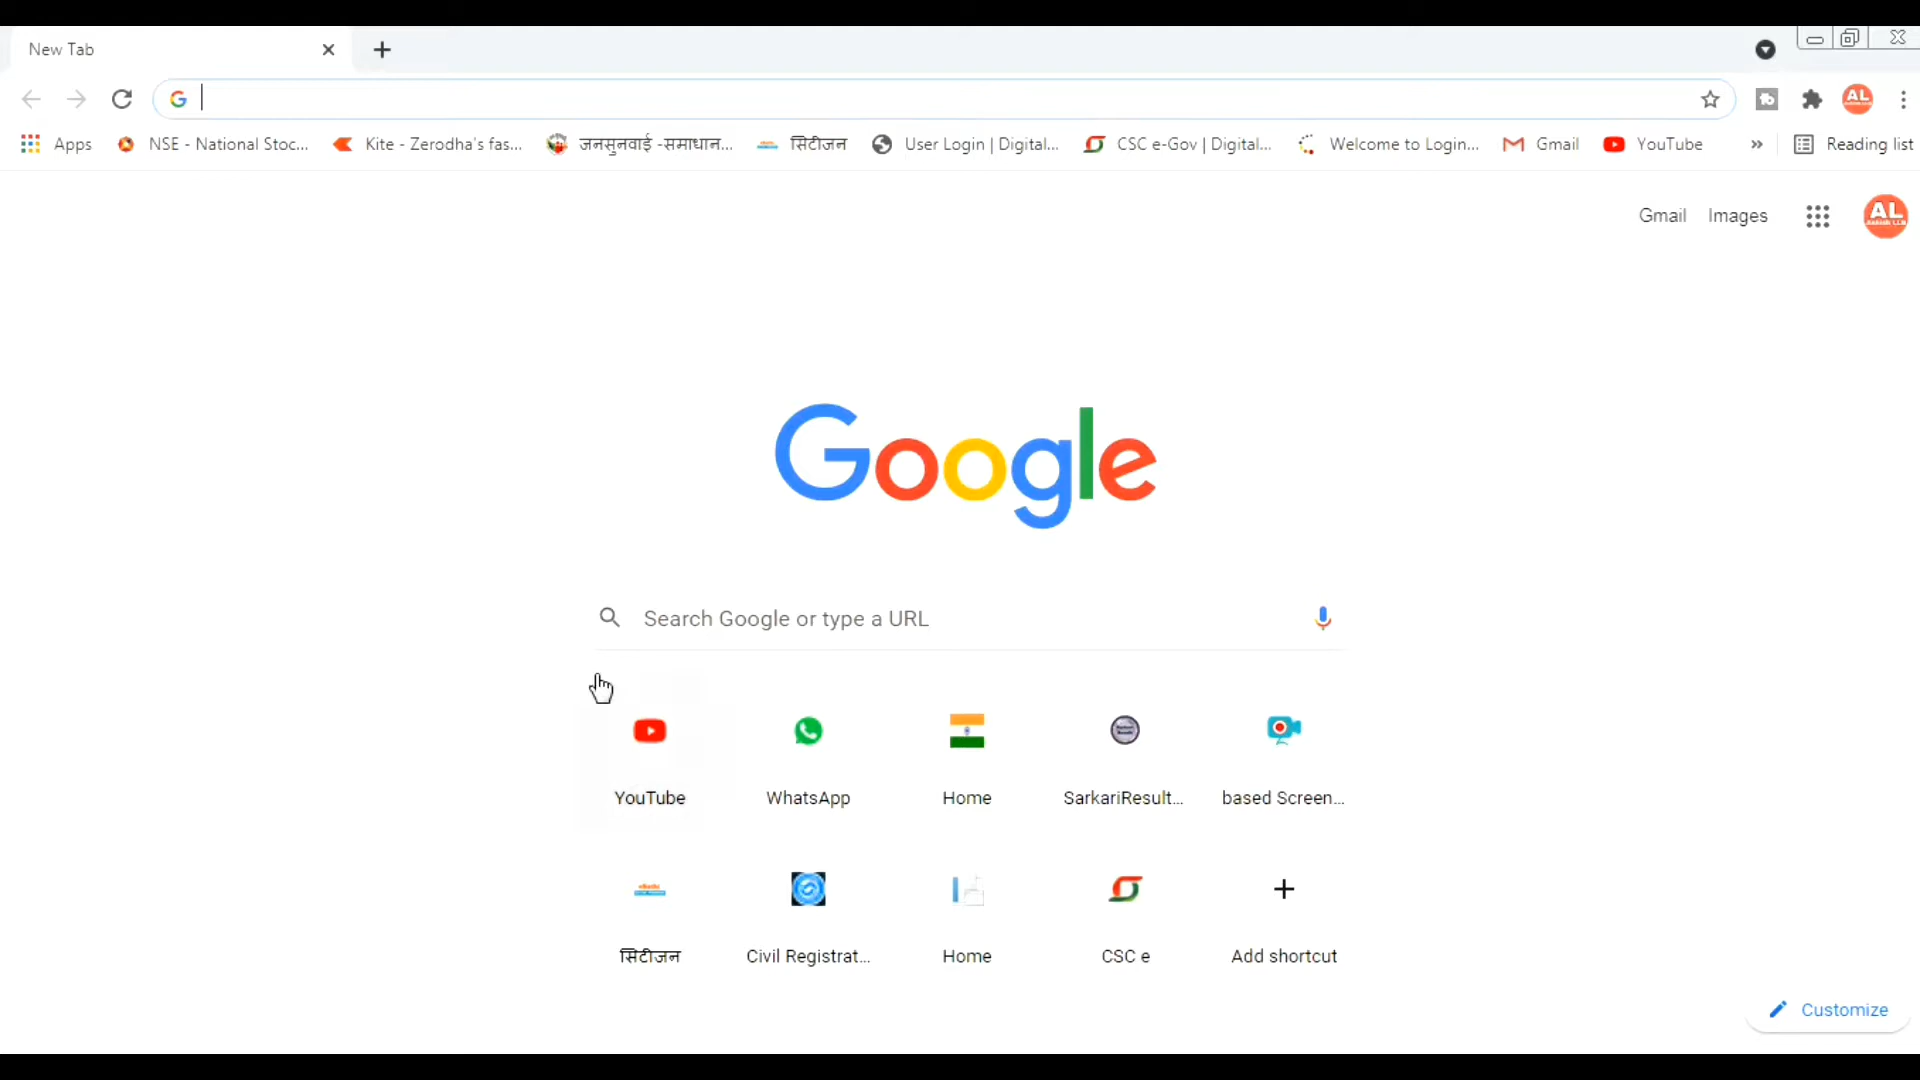 New Tab
Apps NSE - National Stoc... Kite - Zerodha's fas... जनसुनवाई -समाधान... सिटीजन User Login | Digital... CSC e-Gov | Digital... Welcome to Login... Gmail YouTube » Reading list
Gmail Images
AL
Google
Search Google or type a URL
YouTube WhatsApp Home SarkariResult... based Screen...
सिटीजन Civil Registrat... Home CSC e Add shortcut
Customize